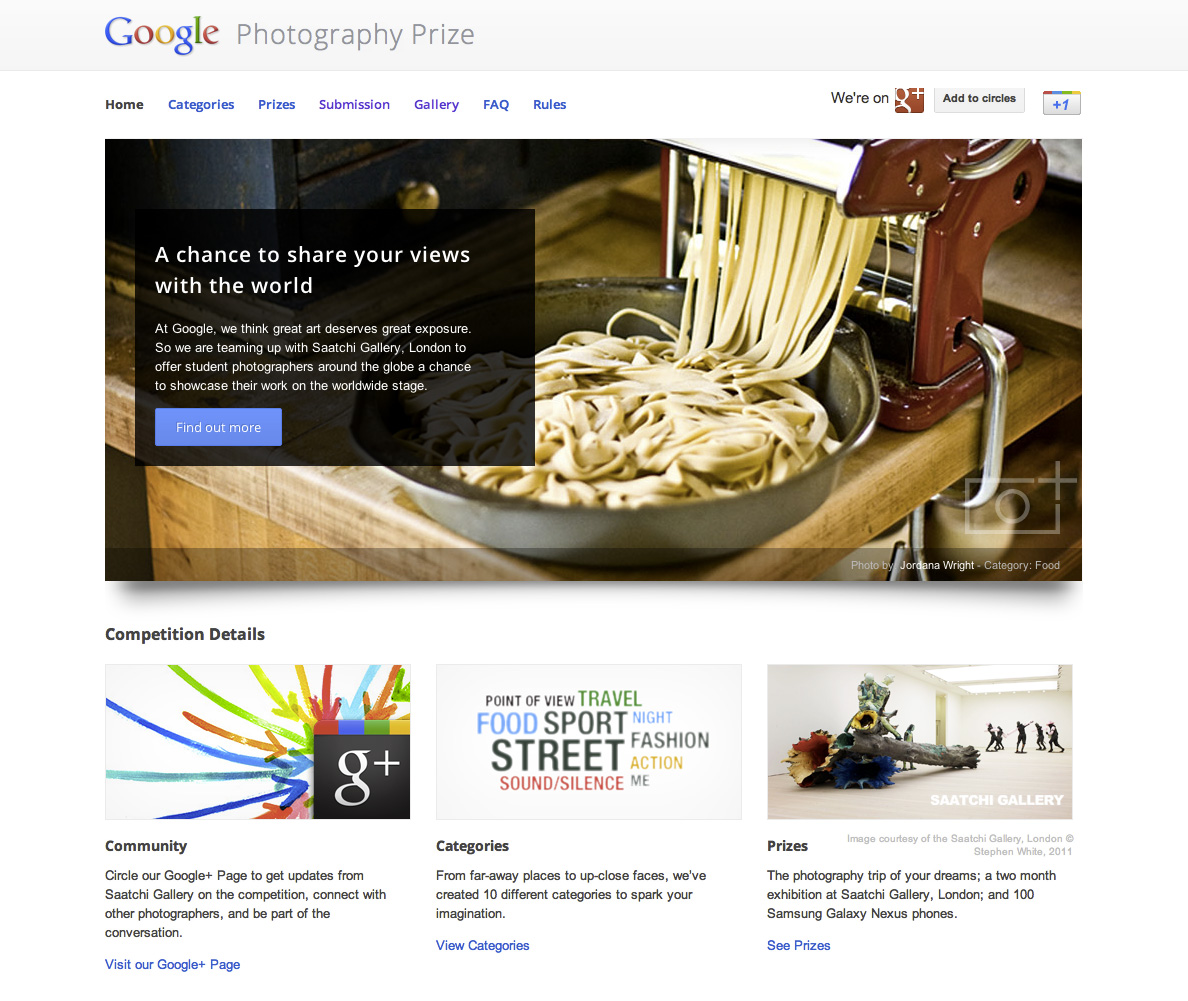 Google Photography Prize
Home Categories Prizes Submission Gallery FAQ Rules
We're on g+ Add to circles +1
A chance to share your views
with the world
At Google, we think great art deserves great exposure.
So we are teaming up with Saatchi Gallery, London to
offer student photographers around the globe a chance
to showcase their work on the worldwide stage.
Find out more
Photo by: Jordana Wright - Category: Food
Competition Details
g+
POINT OF VIEW TRAVEL
FOOD SPORT NIGHT
STREET FASHION
ACTION
SOUND/SILENCE ME
SAATCHI GALLERY
Image courtesy of the Saatchi Gallery, London ©
Stephen White, 2011
Community
Circle our Google+ Page to get updates from
Saatchi Gallery on the competition, connect with
other photographers, and be part of the
conversation.
Visit our Google+ Page
Categories
From far-away places to up-close faces, we've
created 10 different categories to spark your
imagination.
View Categories
Prizes
The photography trip of your dreams; a two month
exhibition at Saatchi Gallery, London; and 100
Samsung Galaxy Nexus phones.
See Prizes